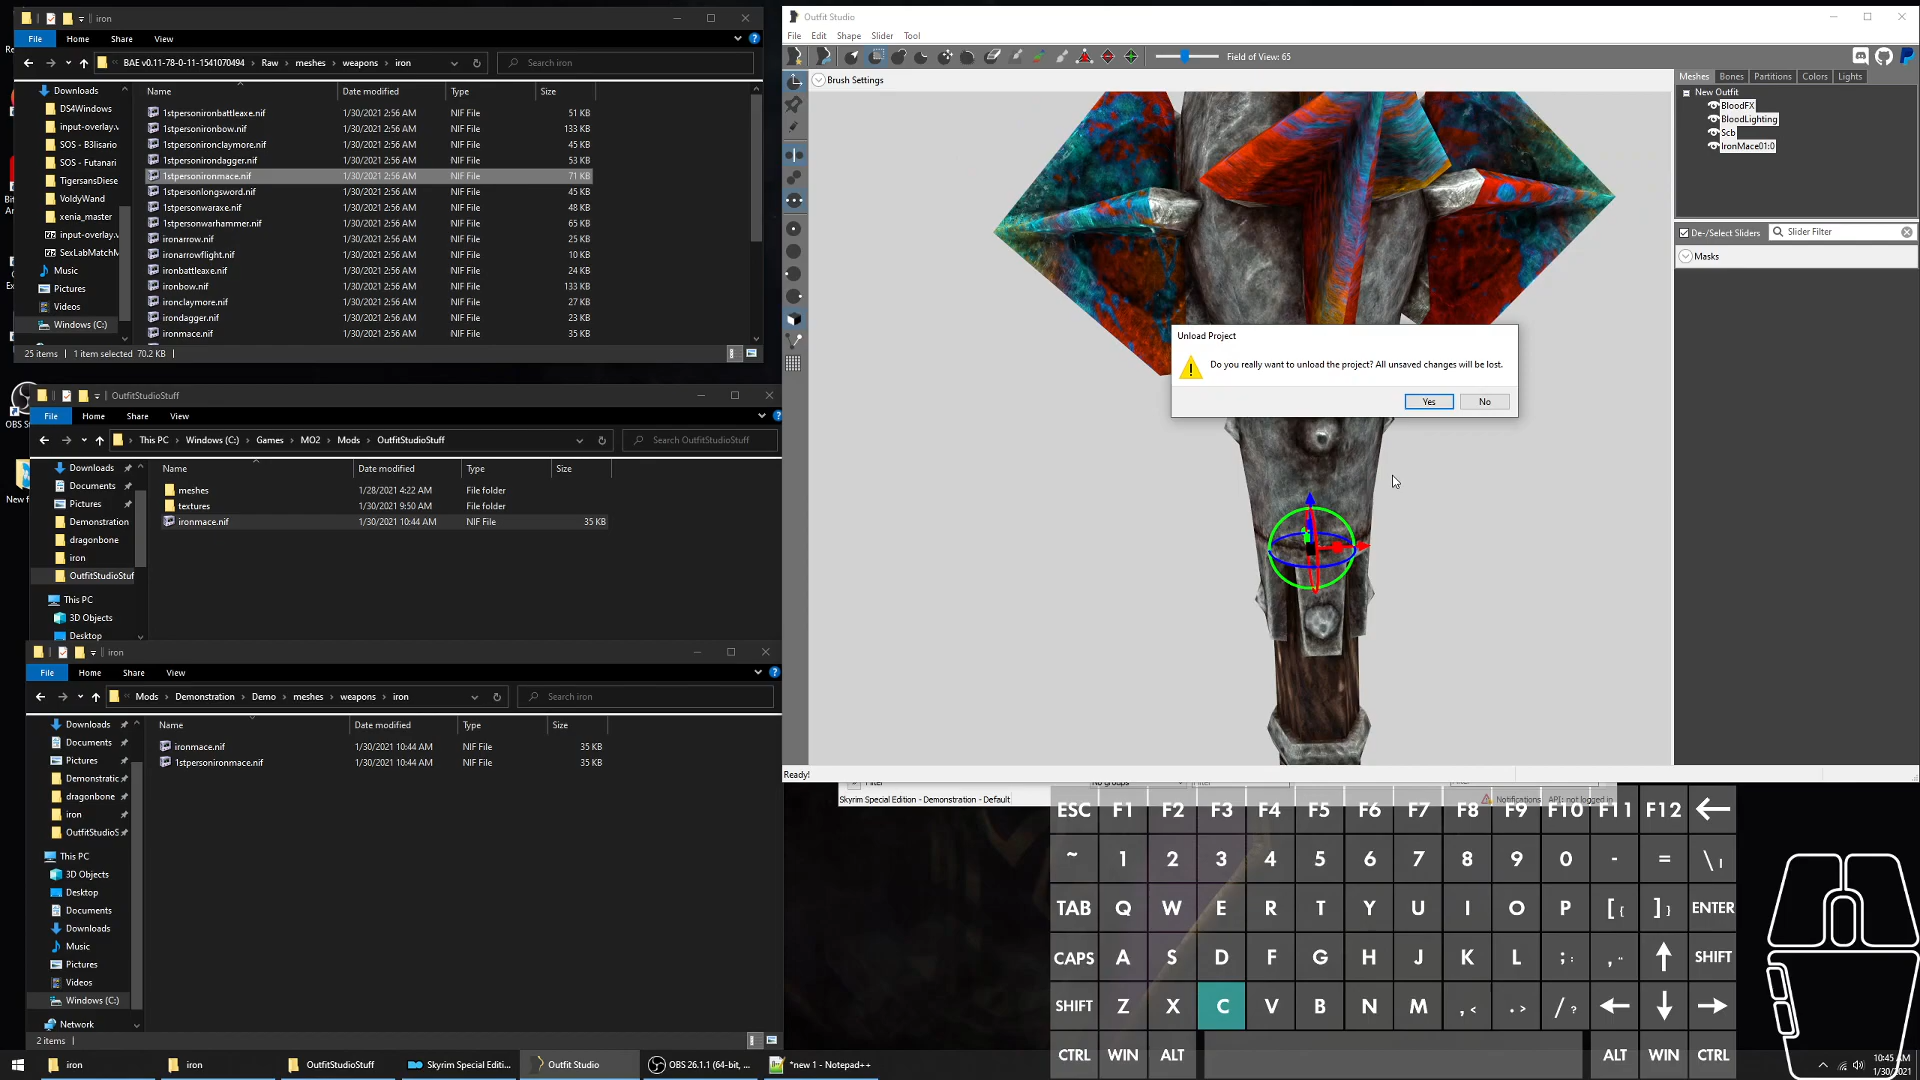 iron
File Home Share View
BAE v0.11-78-0-11-1541070494 Raw meshes weapons iron Search iron
Downloads
DS4Windows
input-overlay.v
SOS - B3lisario
SOS - Futanari
TigersansDiese
VoldyWand
xenia_master
input-overlay.v
SexLabMatchM
Music
Pictures
Videos
Windows (C:)
Name Date modified Type Size
1stpersonironbattleaxe.nif 1/30/2021 2:56 AM NIF File 51 KB
1stpersonironbow.nif 1/30/2021 2:56 AM NIF File 133 KB
1stpersonironclaymore.nif 1/30/2021 2:56 AM NIF File 45 KB
1stpersonirondagger.nif 1/30/2021 2:56 AM NIF File 53 KB
1stpersonironmace.nif 1/30/2021 2:56 AM NIF File 71 KB
1stpersonlongsword.nif 1/30/2021 2:56 AM NIF File 45 KB
1stpersonwaraxe.nif 1/30/2021 2:56 AM NIF File 48 KB
1stpersonwarhammer.nif 1/30/2021 2:56 AM NIF File 65 KB
ironarrow.nif 1/30/2021 2:56 AM NIF File 25 KB
ironarrowflight.nif 1/30/2021 2:56 AM NIF File 10 KB
ironbattleaxe.nif 1/30/2021 2:56 AM NIF File 24 KB
ironbow.nif 1/30/2021 2:56 AM NIF File 133 KB
ironclaymore.nif 1/30/2021 2:56 AM NIF File 27 KB
irondagger.nif 1/30/2021 2:56 AM NIF File 23 KB
ironmace.nif 1/30/2021 2:56 AM NIF File 35 KB
25 items 1 item selected 70.2 KB
OutfitStudioStuff
File Home Share View
This PC Windows (C:) Games MO2 Mods OutfitStudioStuff Search OutfitStudioStuff
Downloads
Documents
Pictures
Demonstration
dragonbone
iron
OutfitStudioStuf
This PC
3D Objects
Desktop
Name Date modified Type Size
meshes 1/28/2021 4:22 AM File folder
textures 1/30/2021 9:50 AM File folder
ironmace.nif 1/30/2021 10:44 AM NIF File 35 KB
iron
File Home Share View
Mods Demonstration Demo meshes weapons iron Search iron
Downloads
Documents
Pictures
Demonstratic
dragonbone
iron
OutfitStudioS
This PC
3D Objects
Desktop
Documents
Downloads
Music
Pictures
Videos
Windows (C:)
Network
Name Date modified Type Size
ironmace.nif 1/30/2021 10:44 AM NIF File 35 KB
1stpersonironmace.nif 1/30/2021 10:44 AM NIF File 35 KB
2 items
Outfit Studio
File Edit Shape Slider Tool
Field of View: 65
Brush Settings
Meshes Bones Partitions Colors Lights
New Outfit
BloodFX
BloodLighting
Scb
IronMace01:0
De-/Select Sliders Slider Filter
Masks
Unload Project
Do you really want to unload the project? All unsaved changes will be lost.
Yes No
Ready!
Skyrim Special Edition - Demonstration - Default
Notifications API: not logged in
ESC F1 F2 F3 F4 F5 F6 F7 F8 F9 F10 F11 F12
~ 1 2 3 4 5 6 7 8 9 0 - = \ |
TAB Q W E R T Y U I O P [ { ] } ENTER
CAPS A S D F G H J K L ; : , " SHIFT
SHIFT Z X C V B N M , < . > / ?
CTRL WIN ALT ALT WIN CTRL
iron iron OutfitStudioStuff Skyrim Special Editi... Outfit Studio OBS 26.1.1 (64-bit, ... *new 1 - Notepad++
10:45 AM
1/30/2021